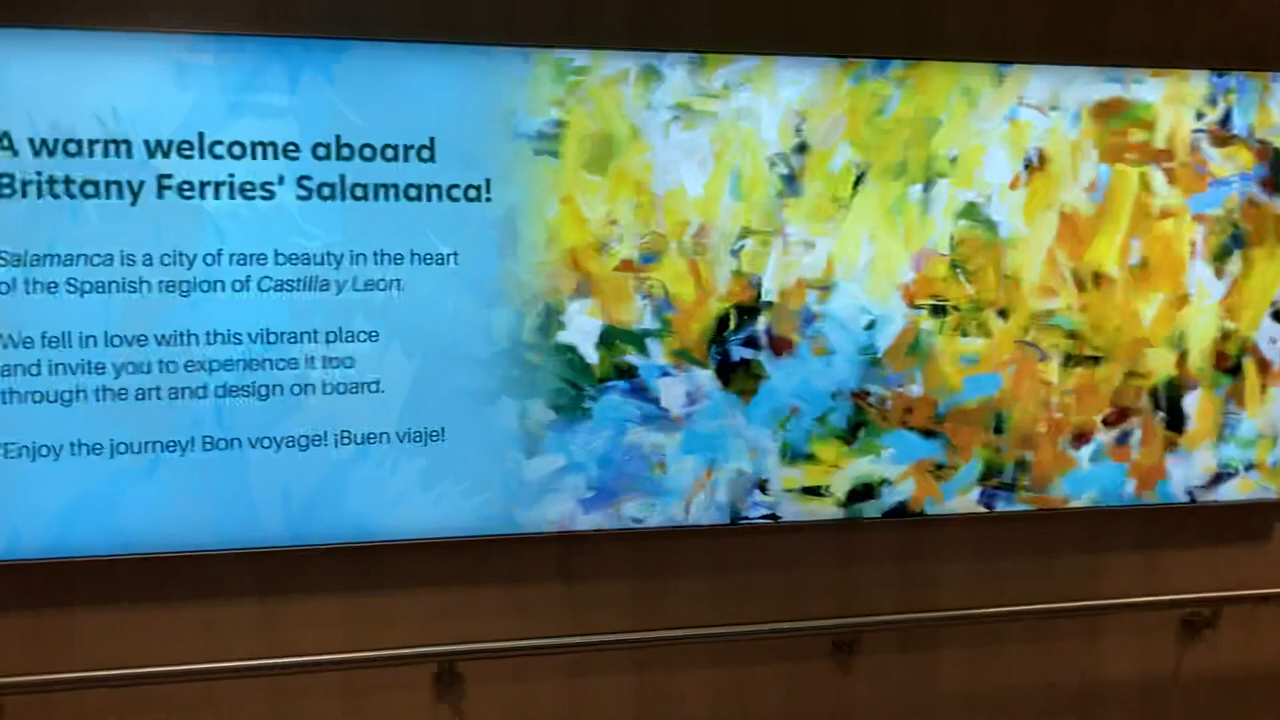 A warm welcome aboard
Brittany Ferries' Salamanca!
Salamanca is a city of rare beauty in the heart
of the Spanish region of Castilla y Leon.
We fell in love with this vibrant place
and invite you to experience it too
through the art and design on board.
Enjoy the journey! Bon voyage! ¡Buen viaje!